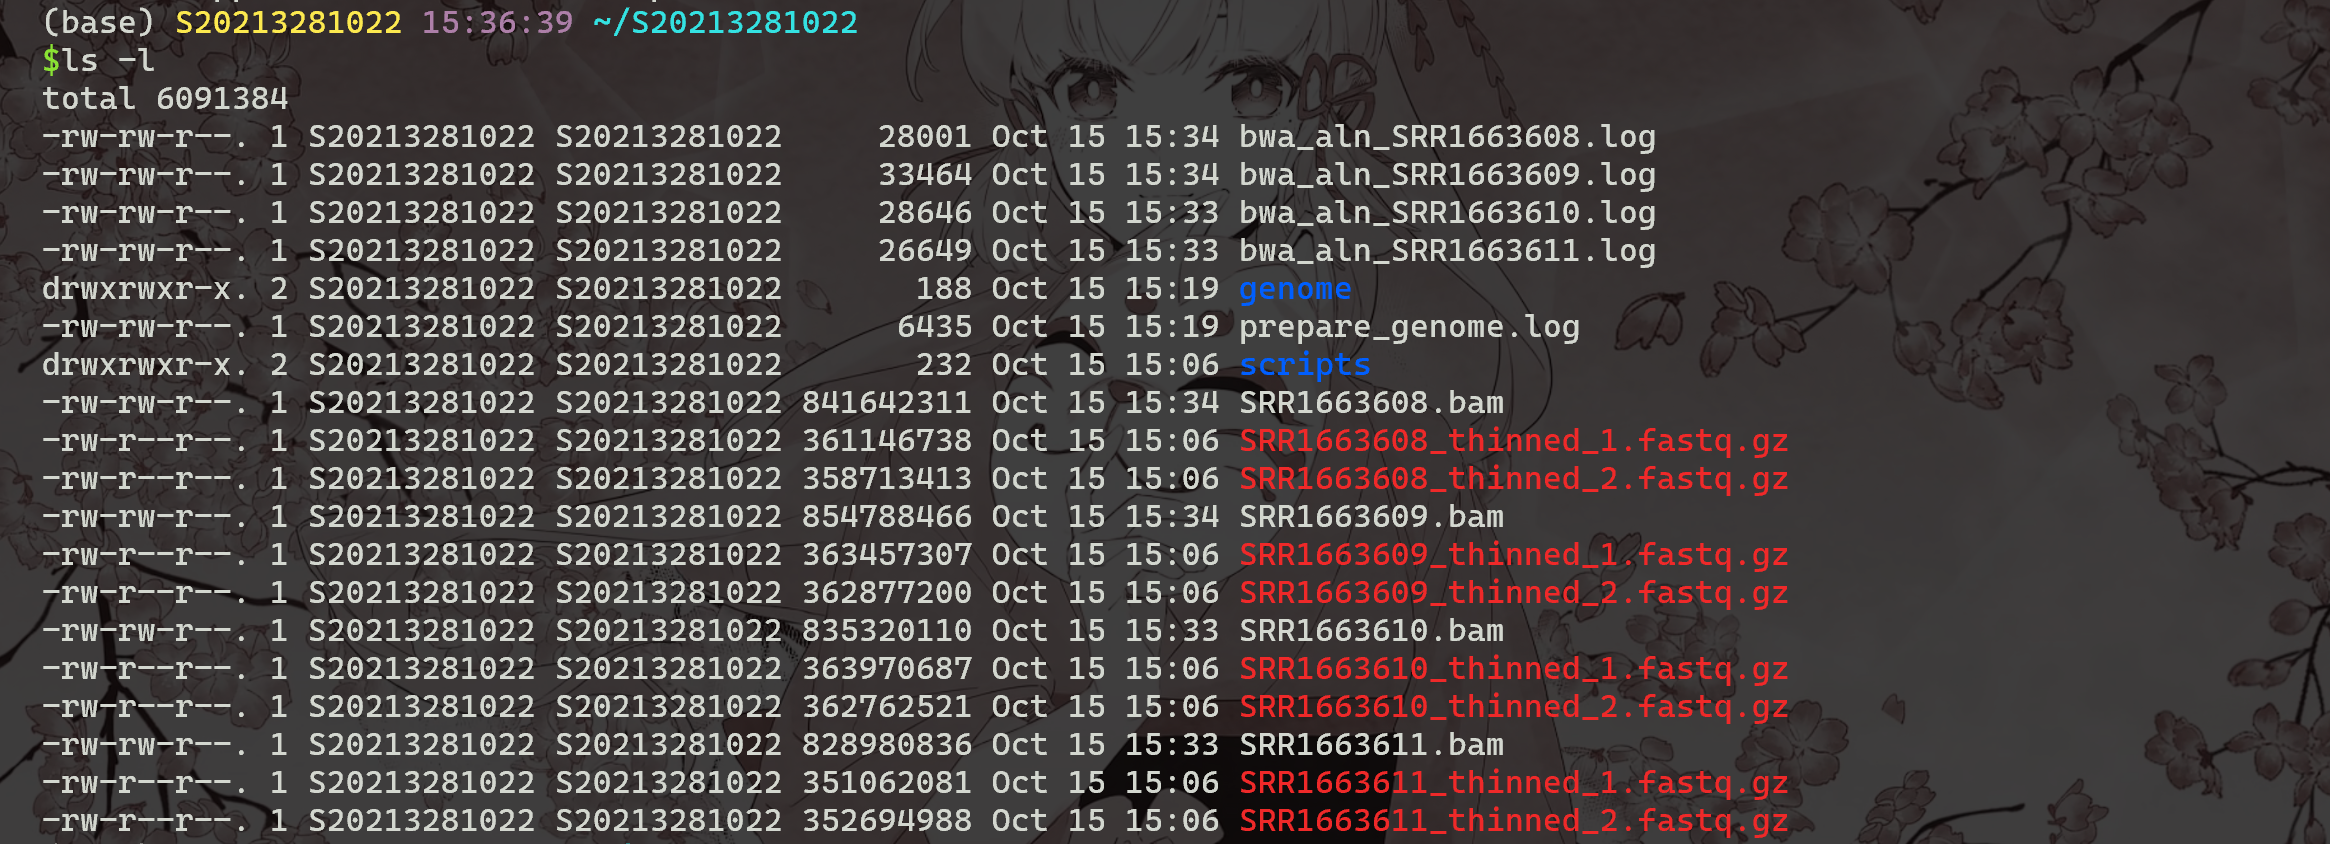 (base) S20213281022 15:36:39 ~/S20213281022
$ls -l
total 6091384
-rw-rw-r--. 1 S20213281022 S20213281022     28001 Oct 15 15:34 bwa_aln_SRR1663608.log
-rw-rw-r--. 1 S20213281022 S20213281022     33464 Oct 15 15:34 bwa_aln_SRR1663609.log
-rw-rw-r--. 1 S20213281022 S20213281022     28646 Oct 15 15:33 bwa_aln_SRR1663610.log
-rw-rw-r--. 1 S20213281022 S20213281022     26649 Oct 15 15:33 bwa_aln_SRR1663611.log
drwxrwxr-x. 2 S20213281022 S20213281022       188 Oct 15 15:19 genome
-rw-rw-r--. 1 S20213281022 S20213281022      6435 Oct 15 15:19 prepare_genome.log
drwxrwxr-x. 2 S20213281022 S20213281022       232 Oct 15 15:06 scripts
-rw-rw-r--. 1 S20213281022 S20213281022 841642311 Oct 15 15:34 SRR1663608.bam
-rw-r--r--. 1 S20213281022 S20213281022 361146738 Oct 15 15:06 SRR1663608_thinned_1.fastq.gz
-rw-r--r--. 1 S20213281022 S20213281022 358713413 Oct 15 15:06 SRR1663608_thinned_2.fastq.gz
-rw-rw-r--. 1 S20213281022 S20213281022 854788466 Oct 15 15:34 SRR1663609.bam
-rw-r--r--. 1 S20213281022 S20213281022 363457307 Oct 15 15:06 SRR1663609_thinned_1.fastq.gz
-rw-r--r--. 1 S20213281022 S20213281022 362877200 Oct 15 15:06 SRR1663609_thinned_2.fastq.gz
-rw-rw-r--. 1 S20213281022 S20213281022 835320110 Oct 15 15:33 SRR1663610.bam
-rw-r--r--. 1 S20213281022 S20213281022 363970687 Oct 15 15:06 SRR1663610_thinned_1.fastq.gz
-rw-r--r--. 1 S20213281022 S20213281022 362762521 Oct 15 15:06 SRR1663610_thinned_2.fastq.gz
-rw-rw-r--. 1 S20213281022 S20213281022 828980836 Oct 15 15:33 SRR1663611.bam
-rw-r--r--. 1 S20213281022 S20213281022 351062081 Oct 15 15:06 SRR1663611_thinned_1.fastq.gz
-rw-r--r--. 1 S20213281022 S20213281022 352694988 Oct 15 15:06 SRR1663611_thinned_2.fastq.gz